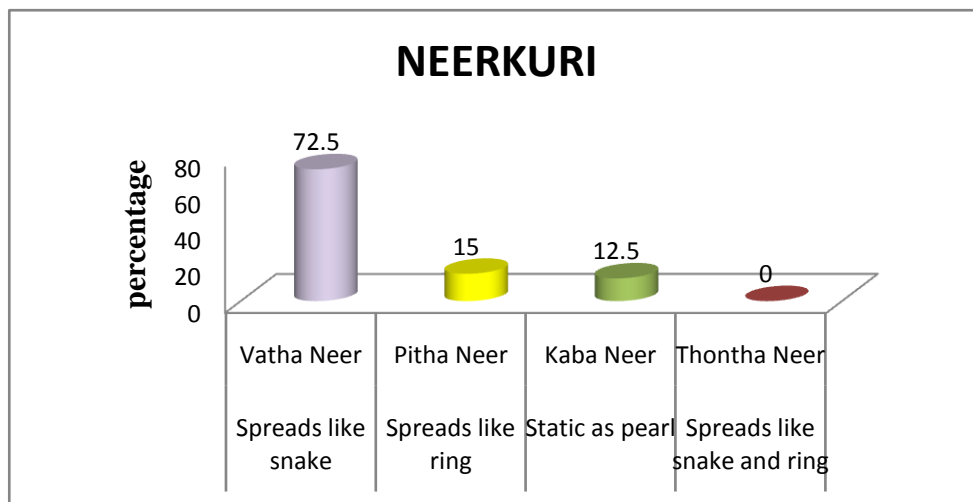 NEERKURI
percentage
80
60
40
20
0
72.5
15
12.5
0
Vatha Neer
Pitha Neer
Kaba Neer
Thontha Neer
Spreads like
snake
Spreads like
ring
Static as pearl
Spreads like
snake and ring